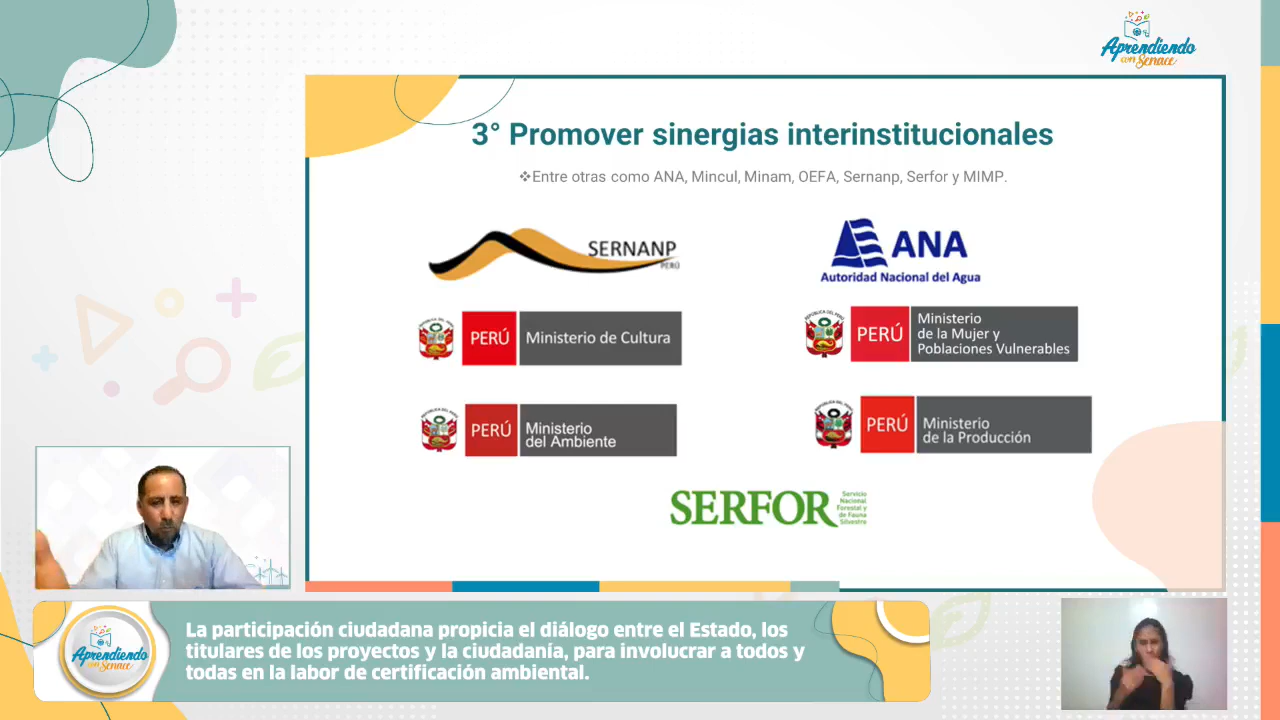 Aprendiendo
con Senace
3° Promover sinergias interinstitucionales
❖Entre otras como ANA, Mincul, Minam, OEFA, Sernanp, Serfor y MIMP.
SERNANP
PERÚ
ANA
Autoridad Nacional del Agua
PERÚ
Ministerio de Cultura
REPÚBLICA DEL PERÚ
PERÚ
Ministerio
de la Mujer y
Poblaciones Vulnerables
PERÚ
Ministerio
del Ambiente
PERÚ
Ministerio
de la Producción
SERFOR
Servicio
Nacional
Forestal y
de Fauna
Silvestre
Aprendiendo
con Senace
La participación ciudadana propicia el diálogo entre el Estado, los
titulares de los proyectos y la ciudadanía, para involucrar a todos y
todas en la labor de certificación ambiental.